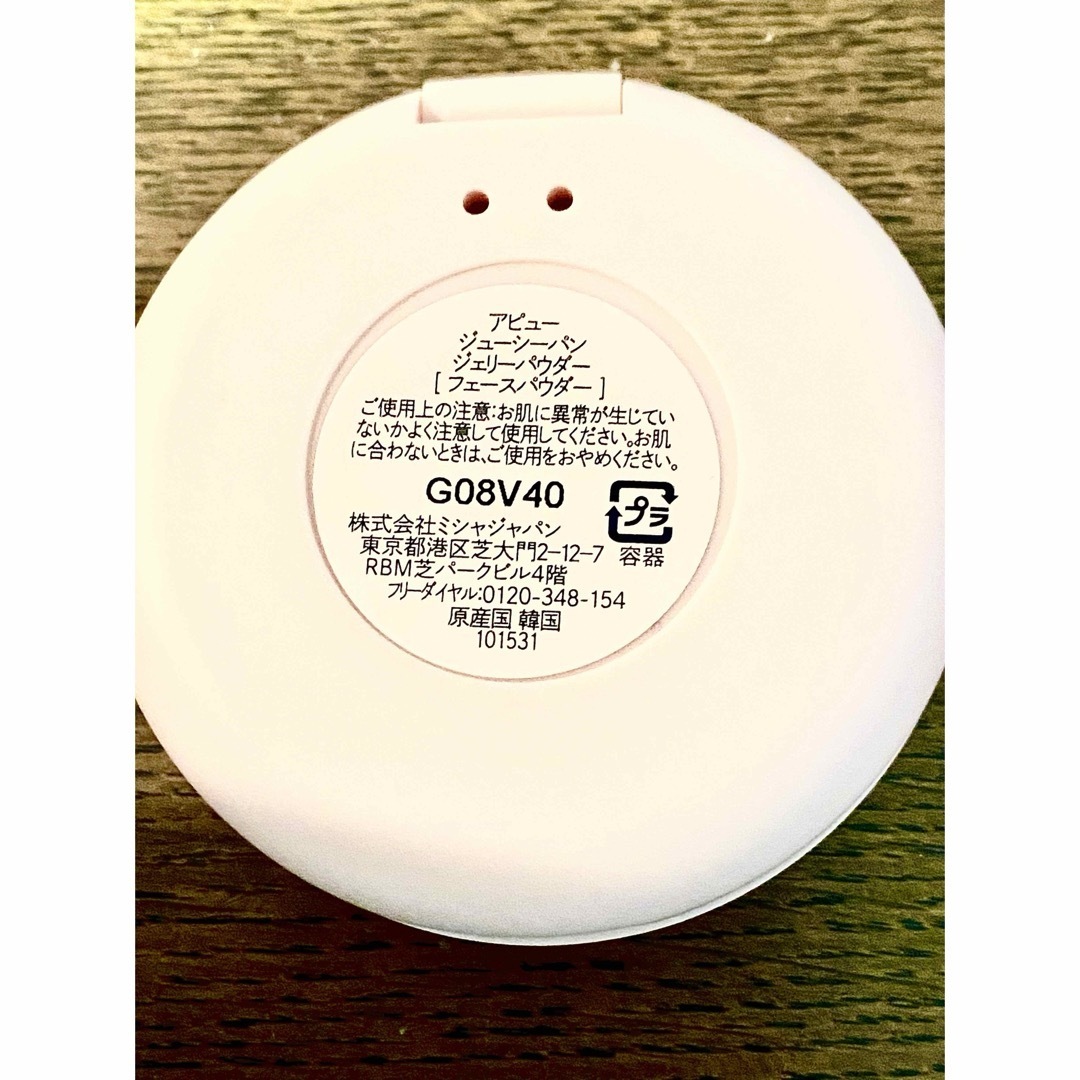 アピュー
ジューシーパン
ジェリーパウダー
[ フェースパウダー ]
ご使用上の注意:お肌に異常が生じてい
ないかよく注意して使用してください。お肌
に合わないときは、ご使用をおやめください。
G08V40
プラ
容器
株式会社ミシャジャパン
東京都港区芝大門2-12-7
RBM芝パークビル4階
フリーダイヤル:0120-348-154
原産国 韓国
101531